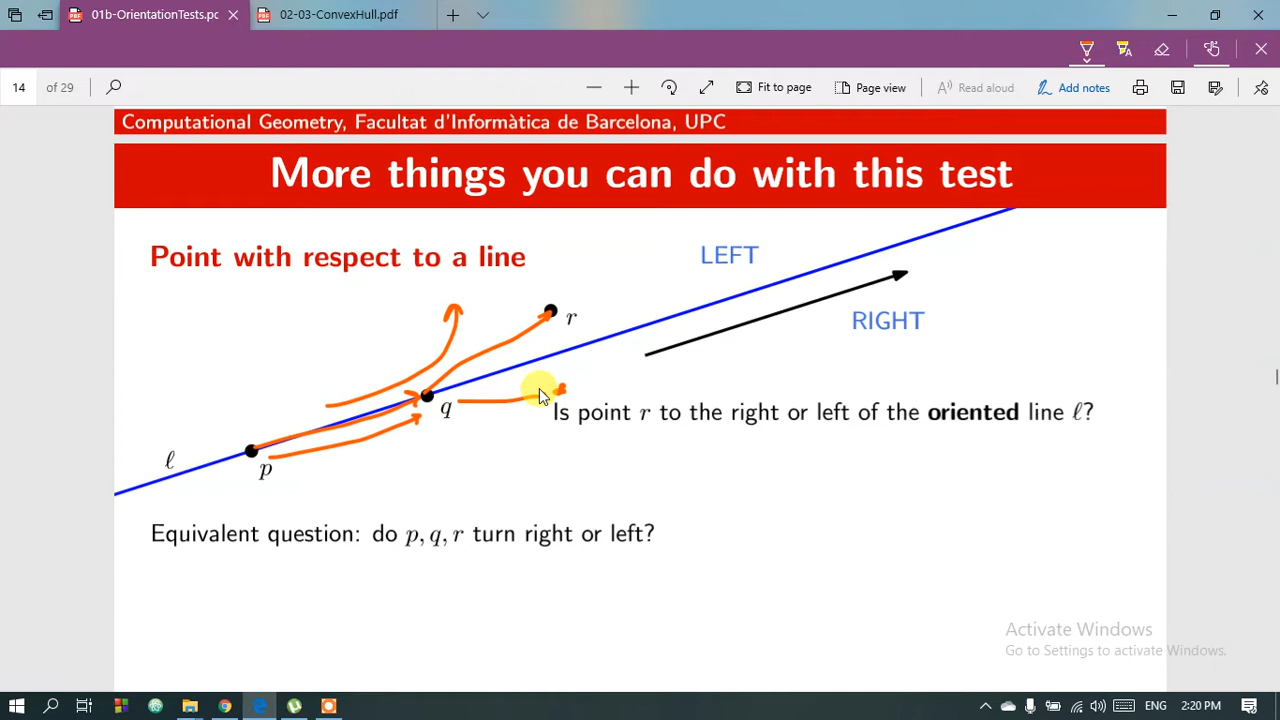 01b-OrientationTests.pc
02-03-ConvexHull.pdf
14 of 29
Fit to page
Page view
Read aloud
Add notes
Computational Geometry, Facultat d'Informàtica de Barcelona, UPC
More things you can do with this test
LEFT
Point with respect to a line
r
RIGHT
q
Is point r to the right or left of the oriented line ℓ?
ℓ
p
Equivalent question: do p, q, r turn right or left?
Activate Windows
Go to Settings to activate Windows.
ENG
2:20 PM